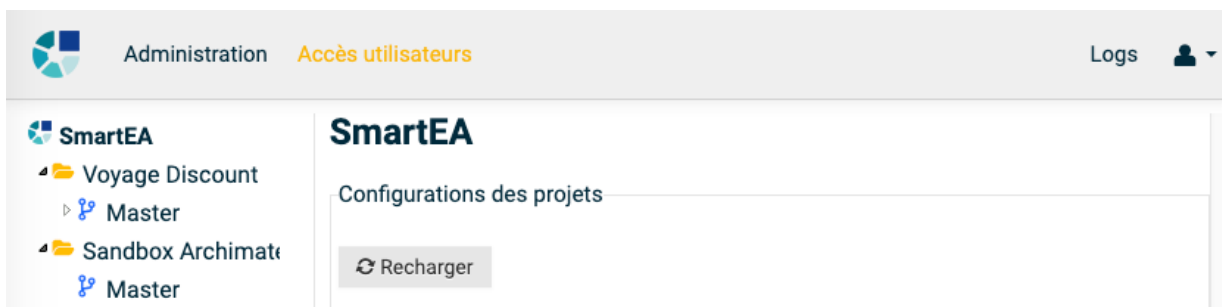 Administration Accès utilisateurs Logs
SmartEA
Voyage Discount
Master
Sandbox Archimate
Master
SmartEA
Configurations des projets
Recharger